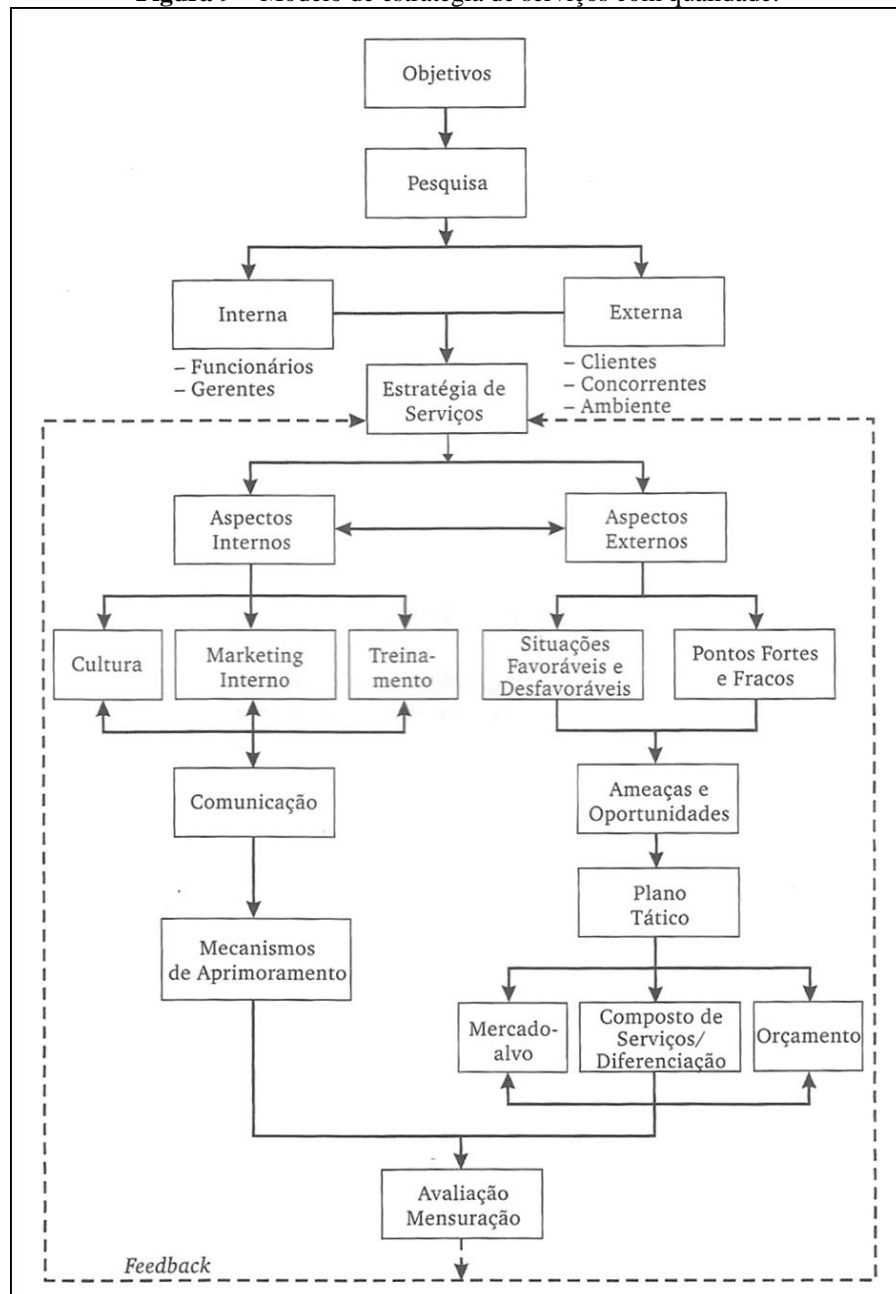 Figura 9 – Modelo de estratégia de serviços com qualidade.
Objetivos
Pesquisa
Interna
Externa
– Funcionários
– Gerentes
– Clientes
– Concorrentes
– Ambiente
Estratégia de
Serviços
Aspectos
Internos
Aspectos
Externos
Cultura
Marketing
Interno
Treina-
mento
Situações
Favoráveis e
Desfavoráveis
Pontos Fortes
e Fracos
Comunicação
Ameaças e
Oportunidades
Plano
Tático
Mecanismos
de Aprimoramento
Mercado-
alvo
Composto de
Serviços/
Diferenciação
Orçamento
Avaliação
Mensuração
Feedback